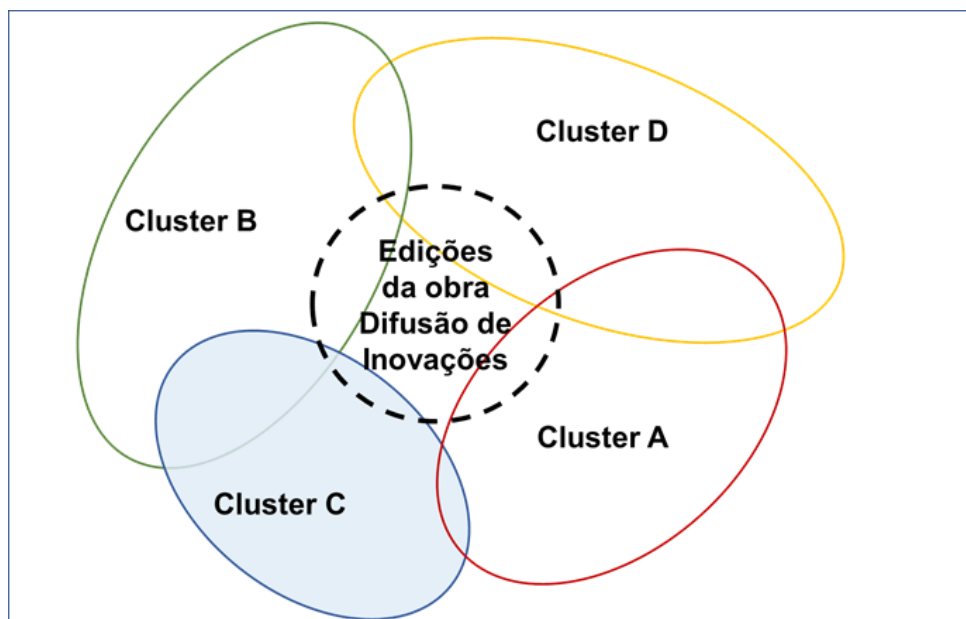 Cluster D
Cluster B
Edições
da obra
Difusão de
Inovações
Cluster A
Cluster C